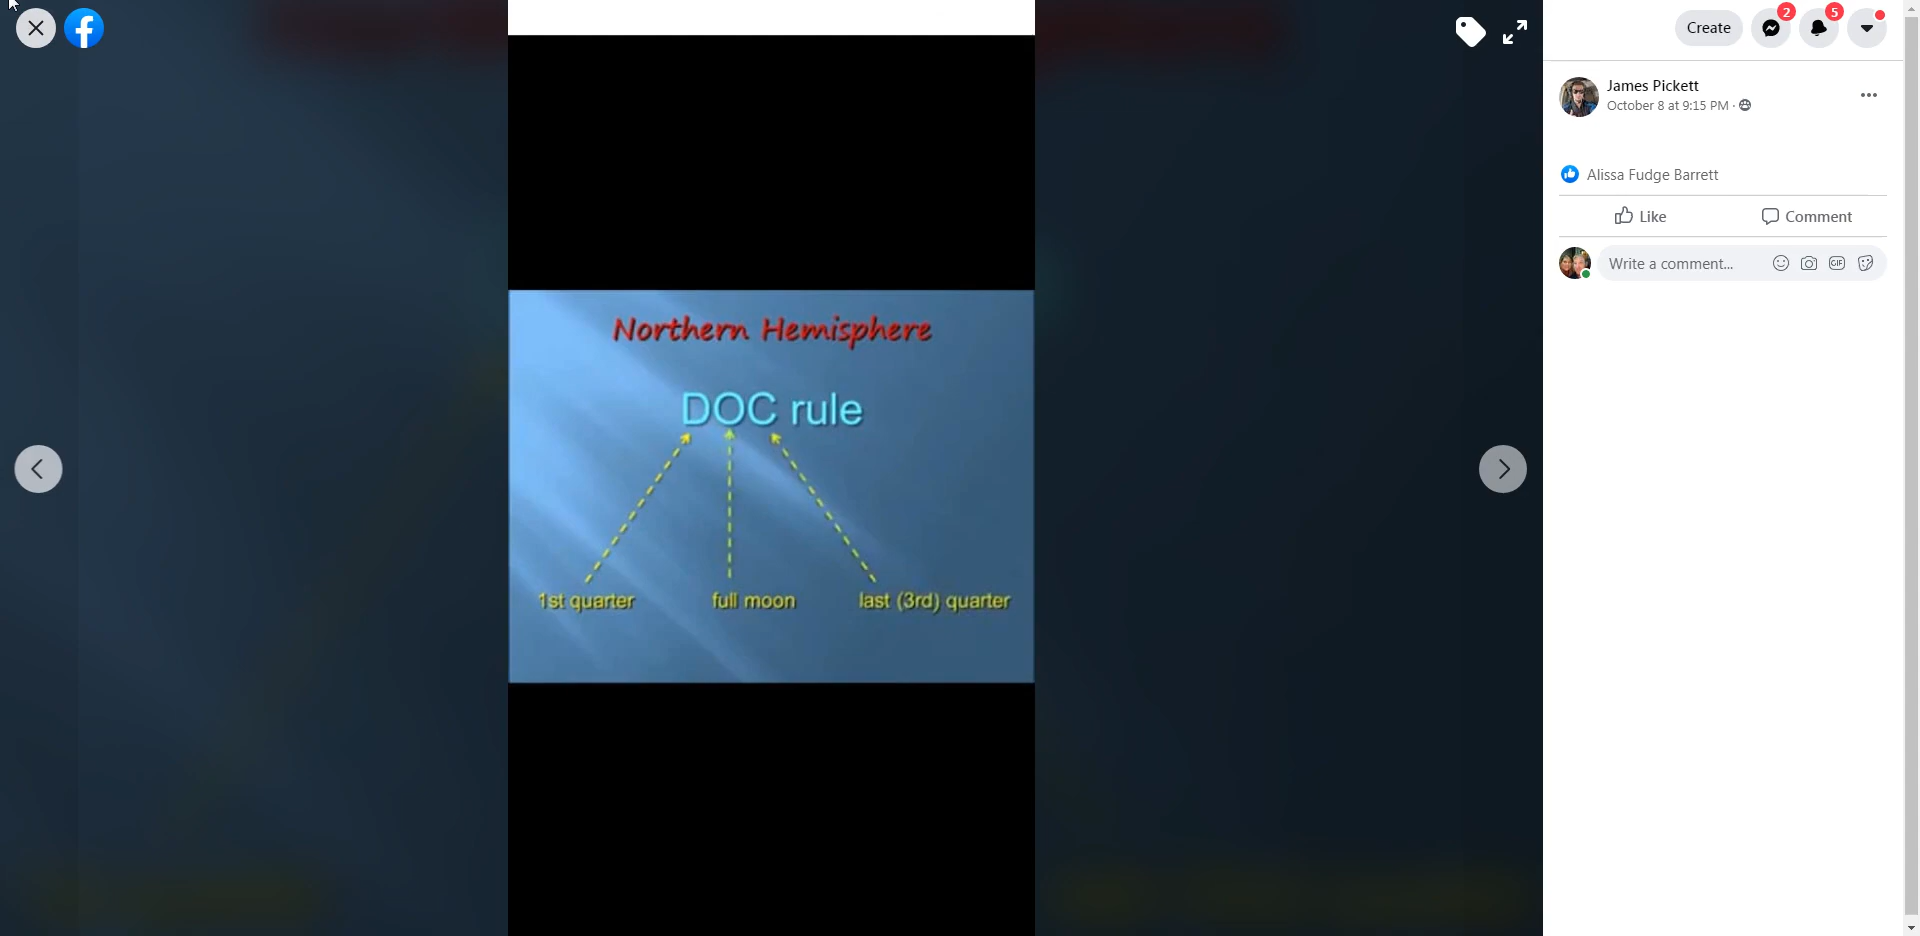 Create
2
5
James Pickett
October 8 at 9:15 PM ·
Alissa Fudge Barrett
Like
Comment
Write a comment...
GIF
Northern Hemisphere
DOC rule
1st quarter
full moon
last (3rd) quarter